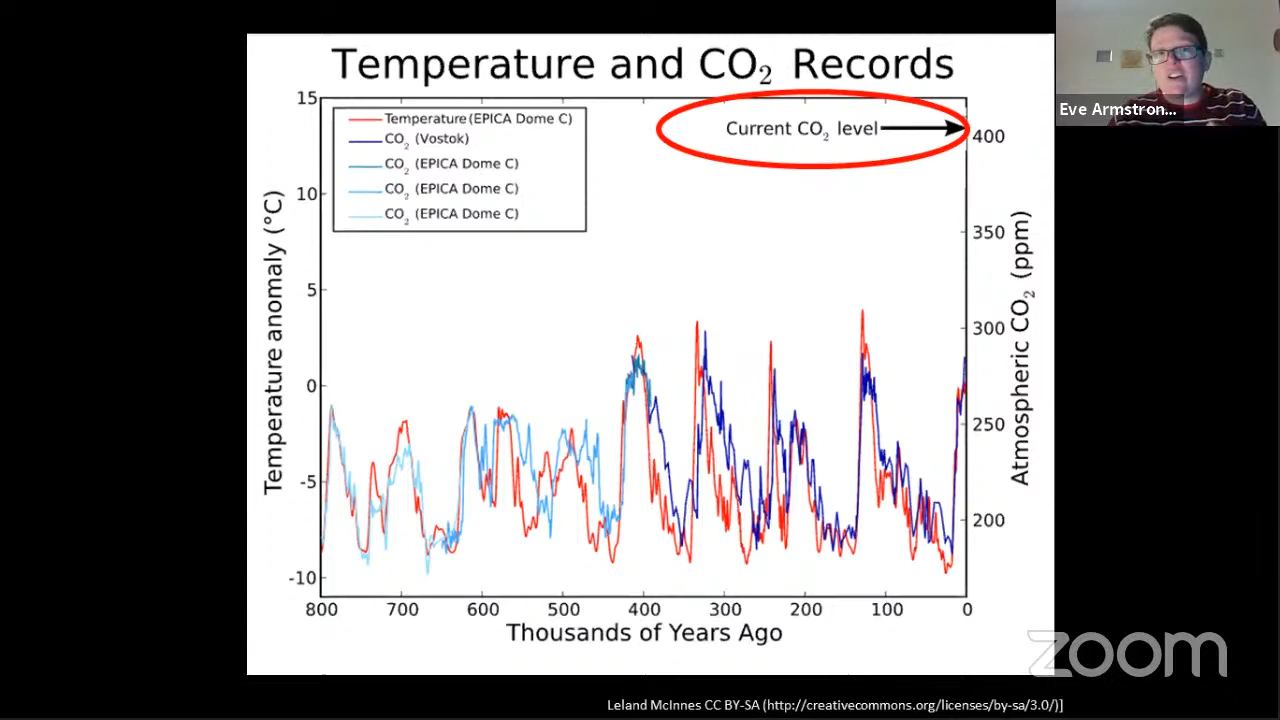 Temperature and CO₂ Records
Eve Armstron...
15
10
5
0
-5
-10
Temperature anomaly (°C)
Temperature (EPICA Dome C)
CO₂ (Vostok)
CO₂ (EPICA Dome C)
CO₂ (EPICA Dome C)
CO₂ (EPICA Dome C)
Current CO₂ level
400
350
300
250
200
Atmospheric CO₂ (ppm)
800 700 600 500 400 300 200 100 0
Thousands of Years Ago
zoom
Leland McInnes CC BY-SA (http://creativecommons.org/licenses/by-sa/3.0/)]